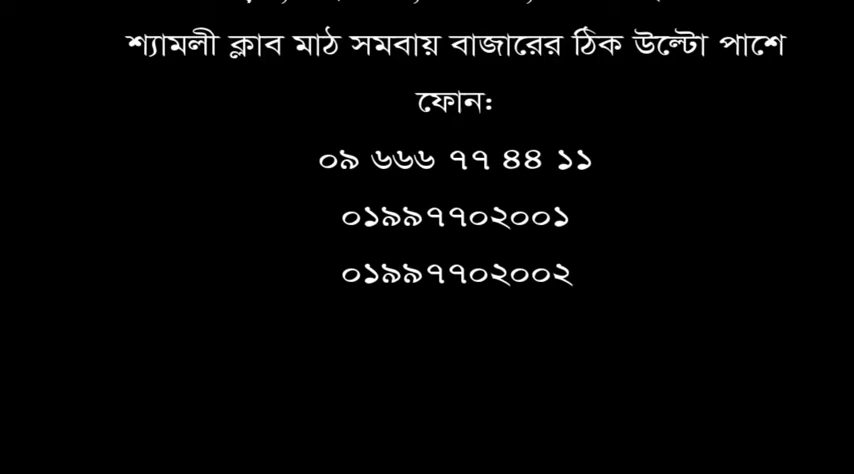 শ্যামলী ক্লাব মাঠ সমবায় বাজারের ঠিক উল্টো পাশে
ফোন:
০৯ ৬৬৬ ৭৭ ৪৪ ১১
০১৯৯৭৭০২০০১
০১৯৯৭৭০২০০২